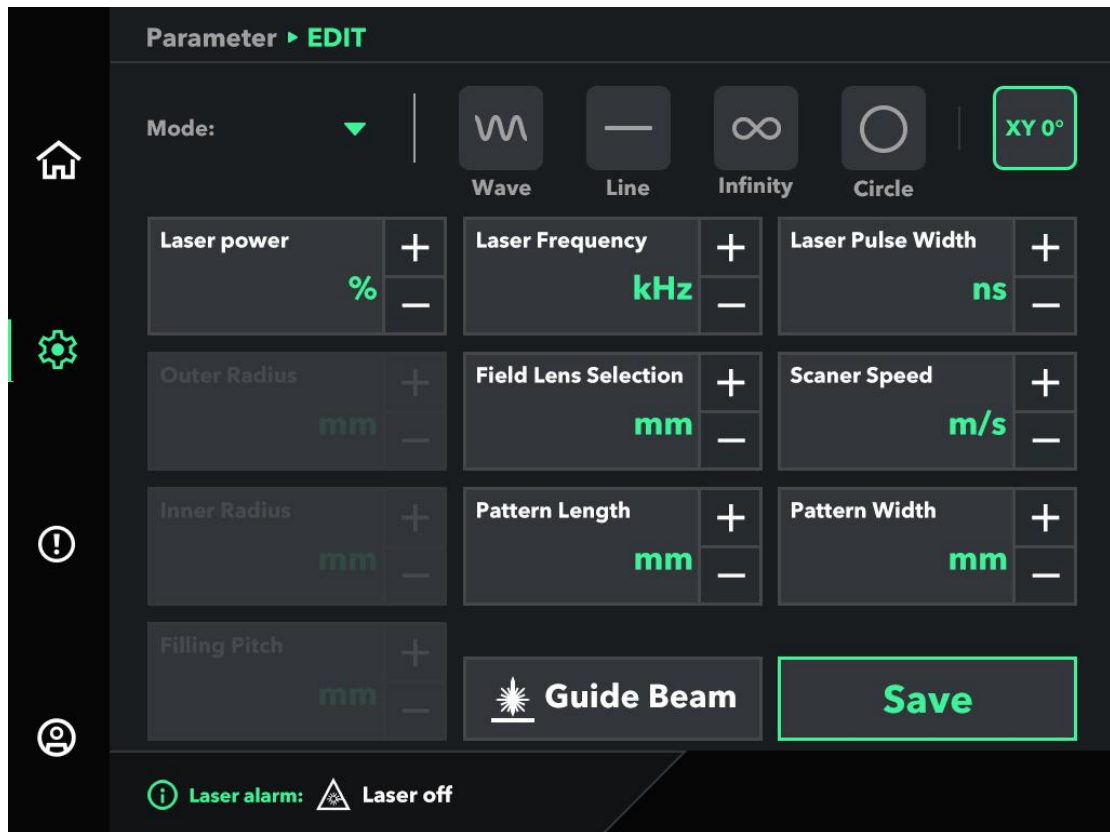 Parameter ▸ EDIT
Mode:
XY 0°
Wave Line Infinity Circle
Laser power
%
Laser Frequency
kHz
Laser Pulse Width
ns
Outer Radius
mm
Field Lens Selection
mm
Scaner Speed
m/s
Inner Radius
mm
Pattern Length
mm
Pattern Width
mm
Filling Pitch
mm
Guide Beam
Save
Laser alarm: Laser off